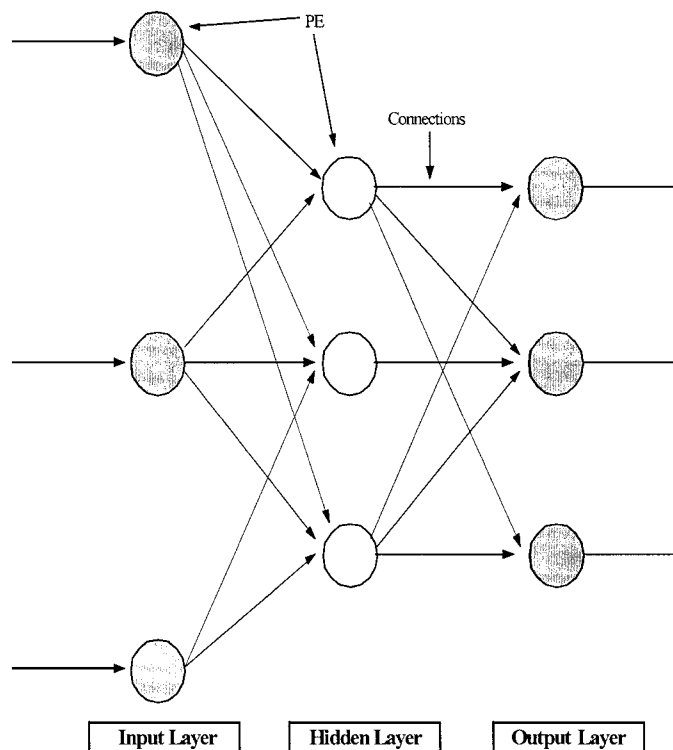 PE
Connections
Input Layer
Hidden Layer
Output Layer